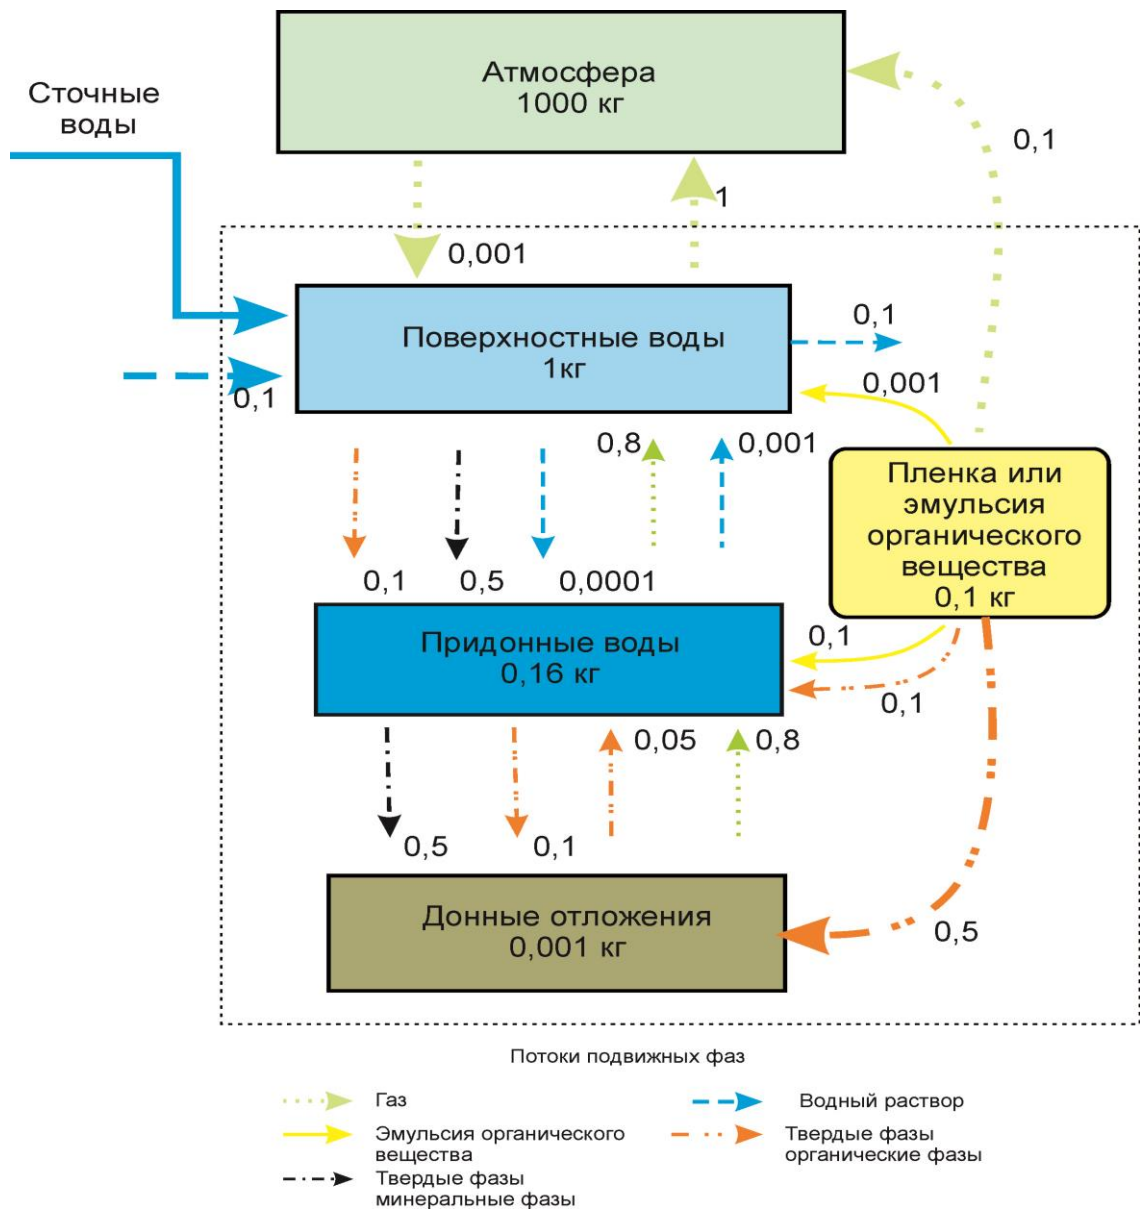 Атмосфера
1000 кг
Сточные
воды
0,1
1
0,001
Поверхностные воды
1кг
0,1
0,1
0,001
0,8
0,001
Пленка или
эмульсия
органического
вещества
0,1 кг
0,1
0,5
0,0001
Придонные воды
0,16 кг
0,1
0,1
0,05
0,8
0,5
0,1
Донные отложения
0,001 кг
0,5
Потоки подвижных фаз
Газ
Водный раствор
Эмульсия органического
вещества
Твердые фазы
органические фазы
Твердые фазы
минеральные фазы